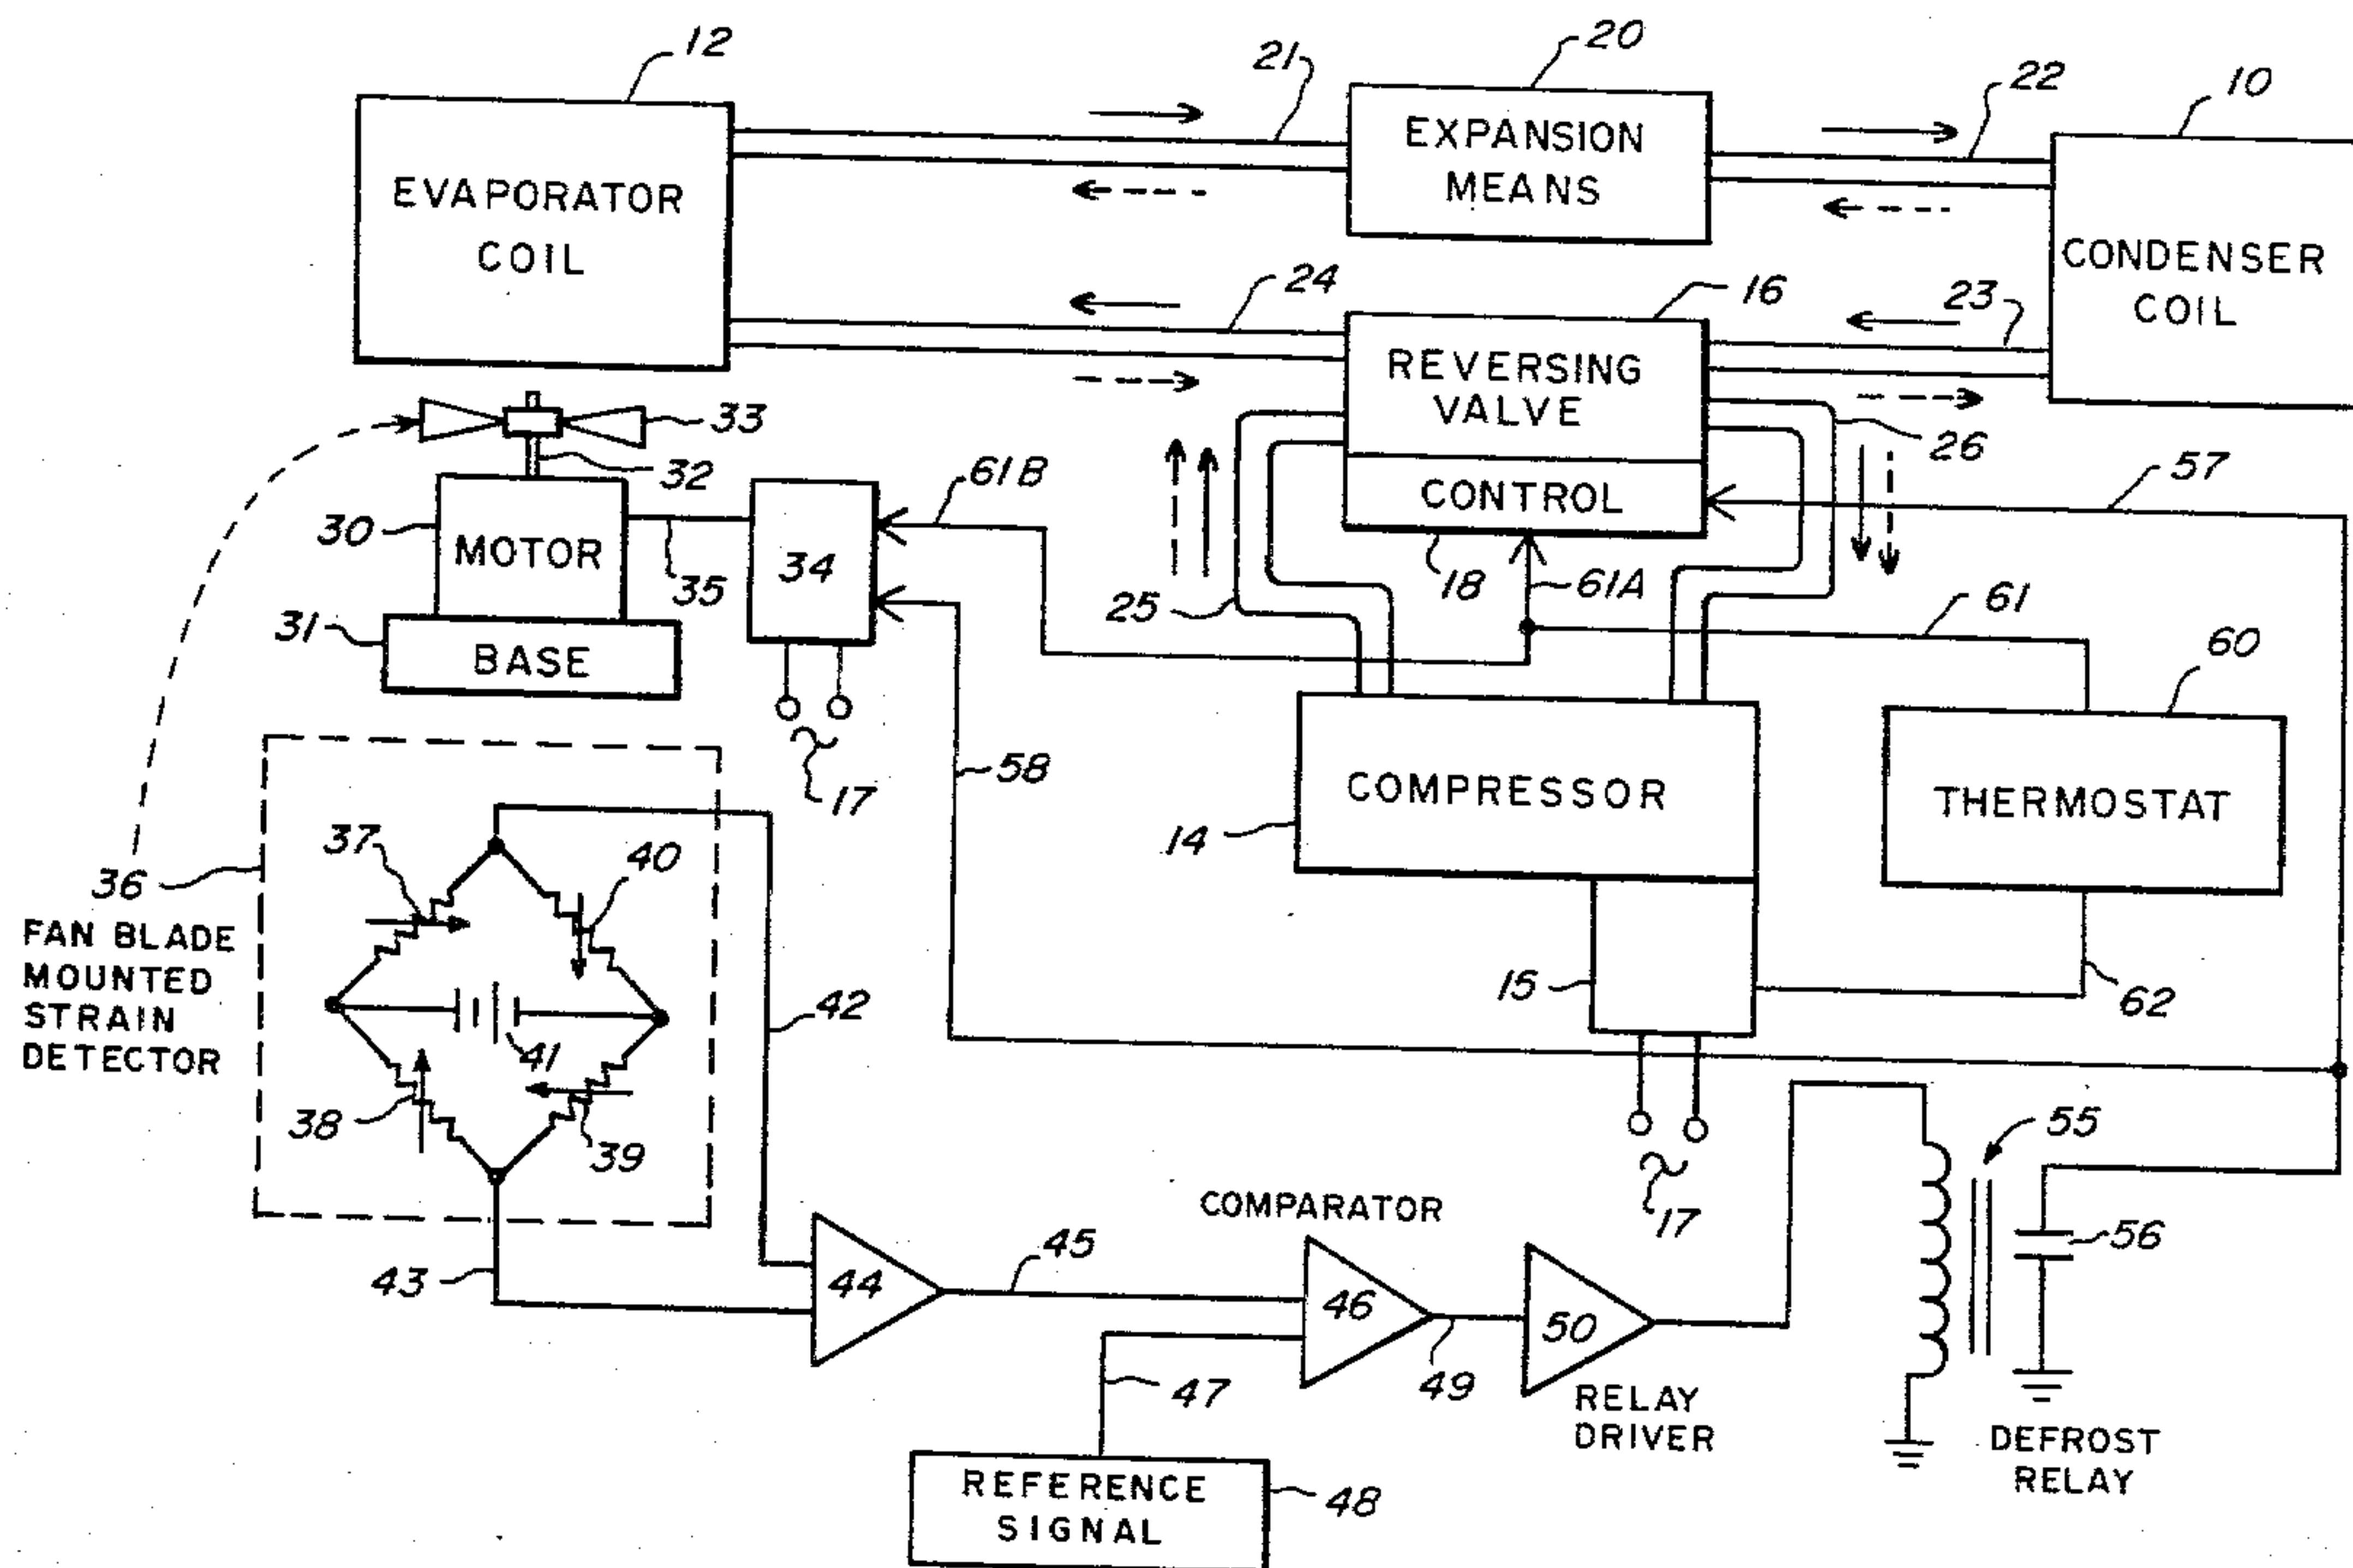 12
21
20
22
10
EVAPORATOR
COIL
EXPANSION
MEANS
CONDENSER
COIL
24
16
23
REVERSING
VALVE
CONTROL
33
32
26
57
61B
30
MOTOR
35
34
25
18
61A
61
31
BASE
60
17
58
COMPRESSOR
14
THERMOSTAT
36
FAN BLADE
MOUNTED
STRAIN
DETECTOR
37
40
41
38
39
42
15
62
17
55
56
COMPARATOR
43
44
45
46
47
49
50
RELAY
DRIVER
DEFROST
RELAY
REFERENCE
SIGNAL
48